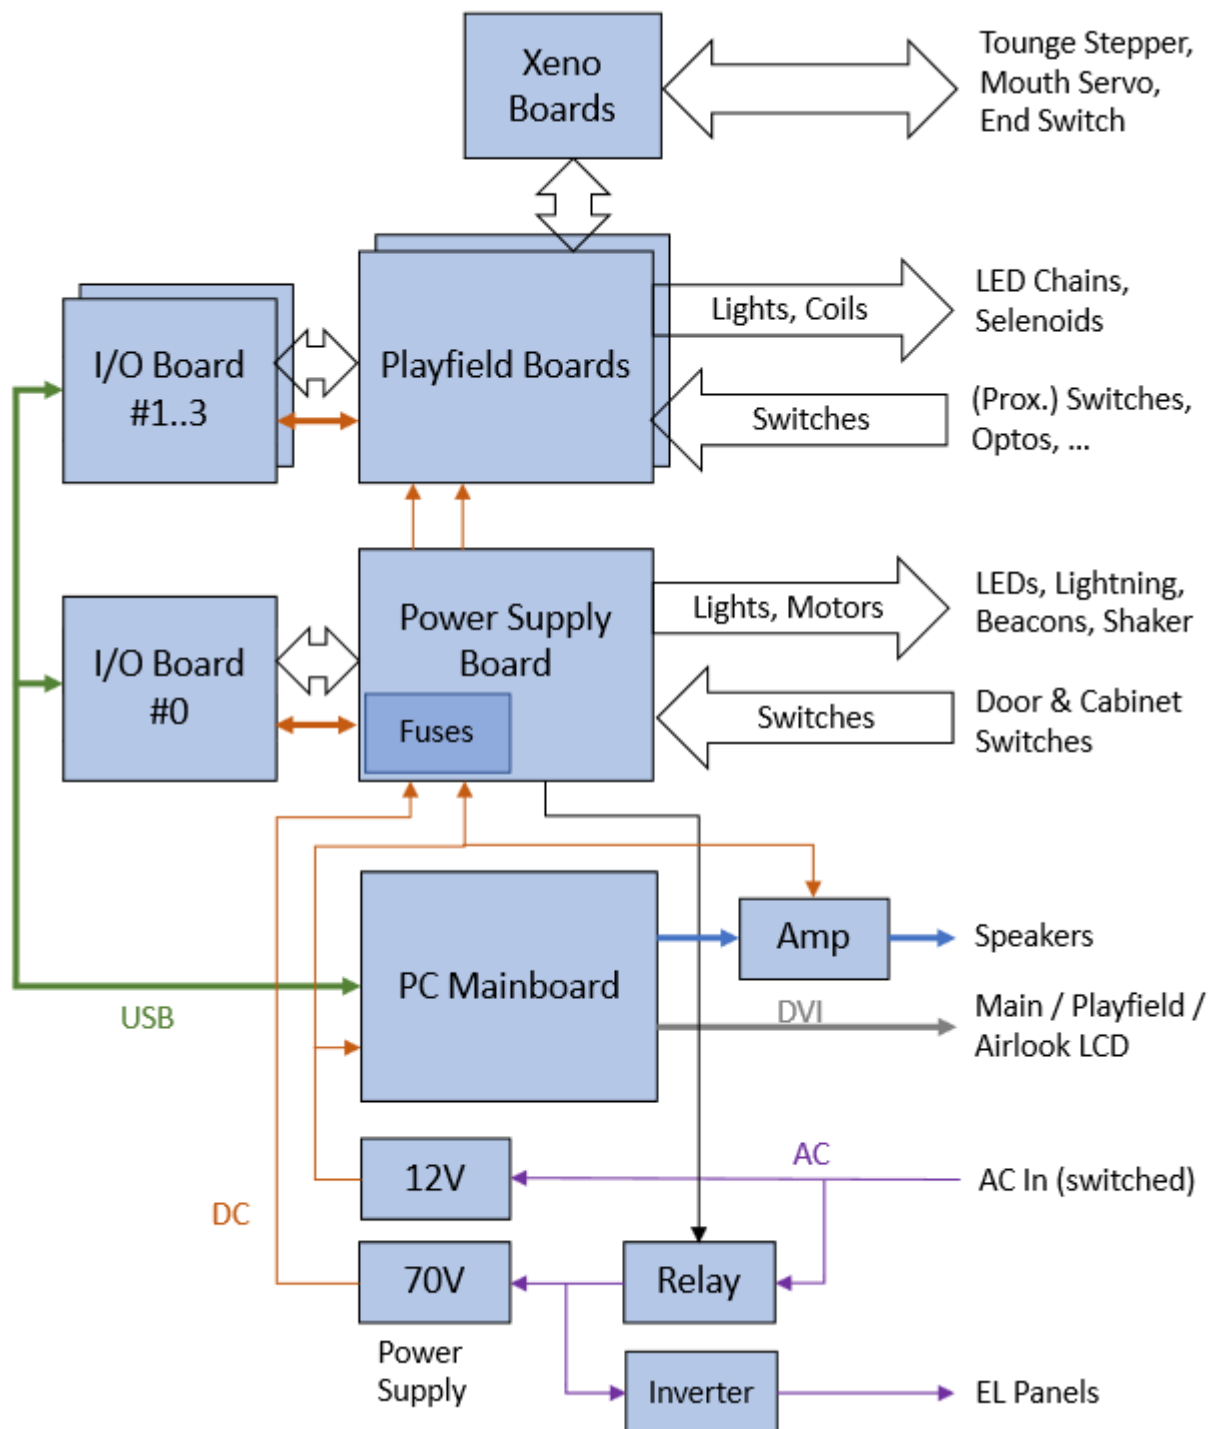 Xeno
Boards
Tounge Stepper,
Mouth Servo,
End Switch
I/O Board
#1..3
Playfield Boards
Lights, Coils
LED Chains,
Selenoids
Switches
(Prox.) Switches,
Optos, ...
I/O Board
#0
Power Supply
Board
Fuses
Lights, Motors
LEDs, Lightning,
Beacons, Shaker
Switches
Door & Cabinet
Switches
PC Mainboard
Amp
Speakers
USB
DVI
Main / Playfield /
Airlook LCD
12V
AC
AC In (switched)
DC
70V
Relay
Power
Supply
Inverter
EL Panels